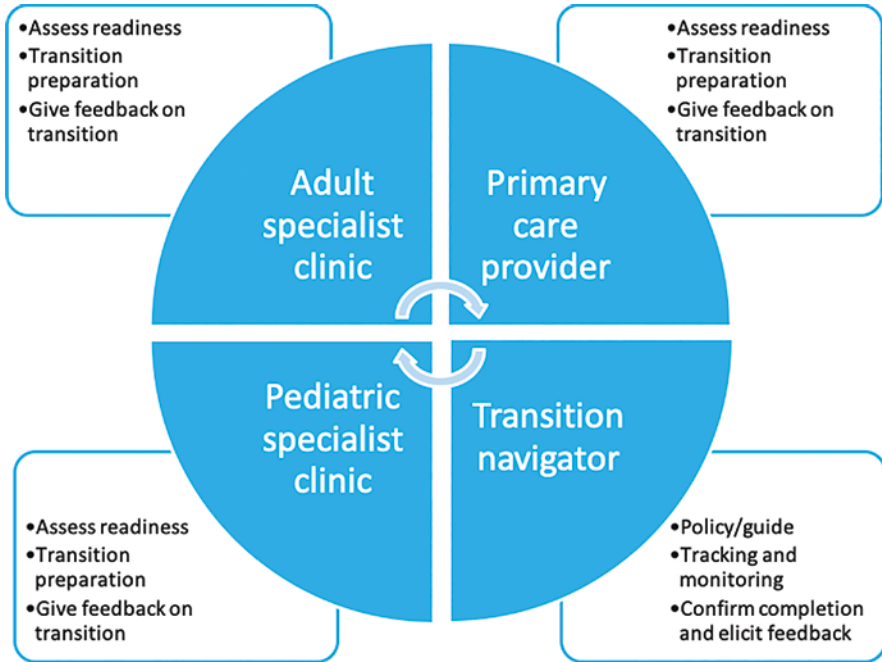 •Assess readiness
•Transition
preparation
•Give feedback on
transition
•Assess readiness
•Transition
preparation
•Give feedback on
transition
Adult
specialist
clinic
Primary
care
provider
Pediatric
specialist
clinic
Transition
navigator
•Assess readiness
•Transition
preparation
•Give feedback on
transition
•Policy/guide
•Tracking and
monitoring
•Confirm completion
and elicit feedback